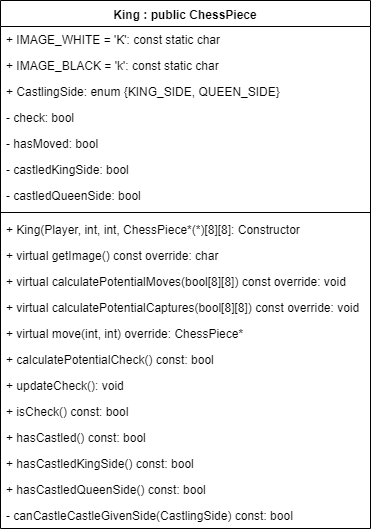 King : public ChessPiece
+ IMAGE_WHITE = 'K': const static char
+ IMAGE_BLACK = 'k': const static char
+ CastlingSide: enum {KING_SIDE, QUEEN_SIDE}
- check: bool
- hasMoved: bool
- castledKingSide: bool
- castledQueenSide: bool
+ King(Player, int, int, ChessPiece*(*)[8][8]: Constructor
+ virtual getImage() const override: char
+ virtual calculatePotentialMoves(bool[8][8]) const override: void
+ virtual calculatePotentialCaptures(bool[8][8]) const override: void
+ virtual move(int, int) override: ChessPiece*
+ calculatePotentialCheck() const: bool
+ updateCheck(): void
+ isCheck() const: bool
+ hasCastled() const: bool
+ hasCastledKingSide() const: bool
+ hasCastledQueenSide() const: bool
- canCastleCastleGivenSide(CastlingSide) const: bool